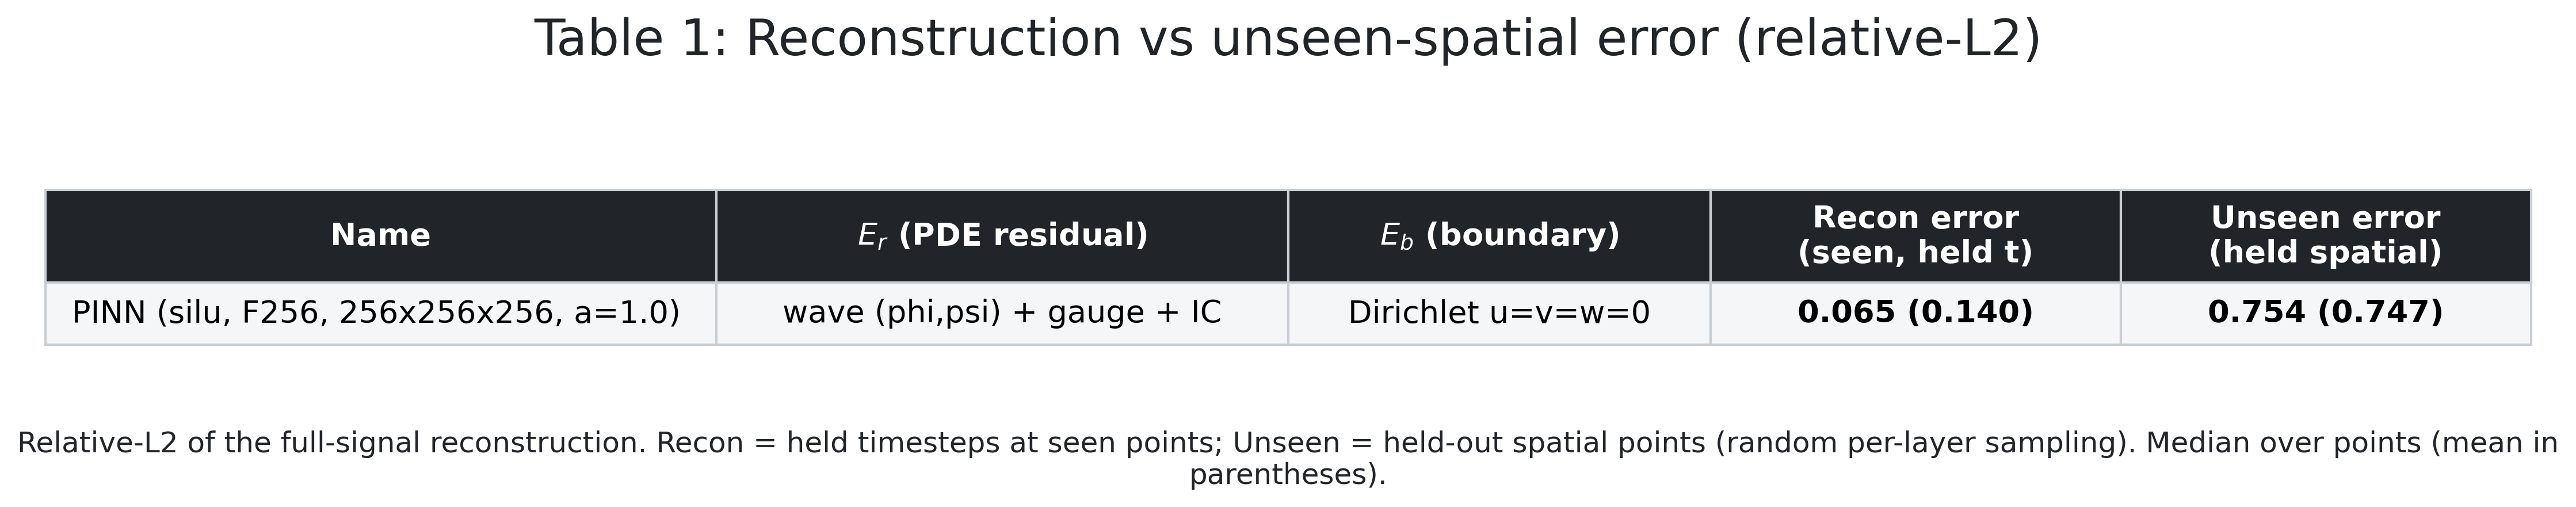 Table 1: Reconstruction vs unseen-spatial error (relative-L2)
Name
E_r (PDE residual)
E_b (boundary)
Recon error
(seen, held t)
Unseen error
(held spatial)
PINN (silu, F256, 256x256x256, a=1.0)
wave (phi,psi) + gauge + IC
Dirichlet u=v=w=0
0.065 (0.140)
0.754 (0.747)
Relative-L2 of the full-signal reconstruction. Recon = held timesteps at seen points; Unseen = held-out spatial points (random per-layer sampling). Median over points (mean in
parentheses).